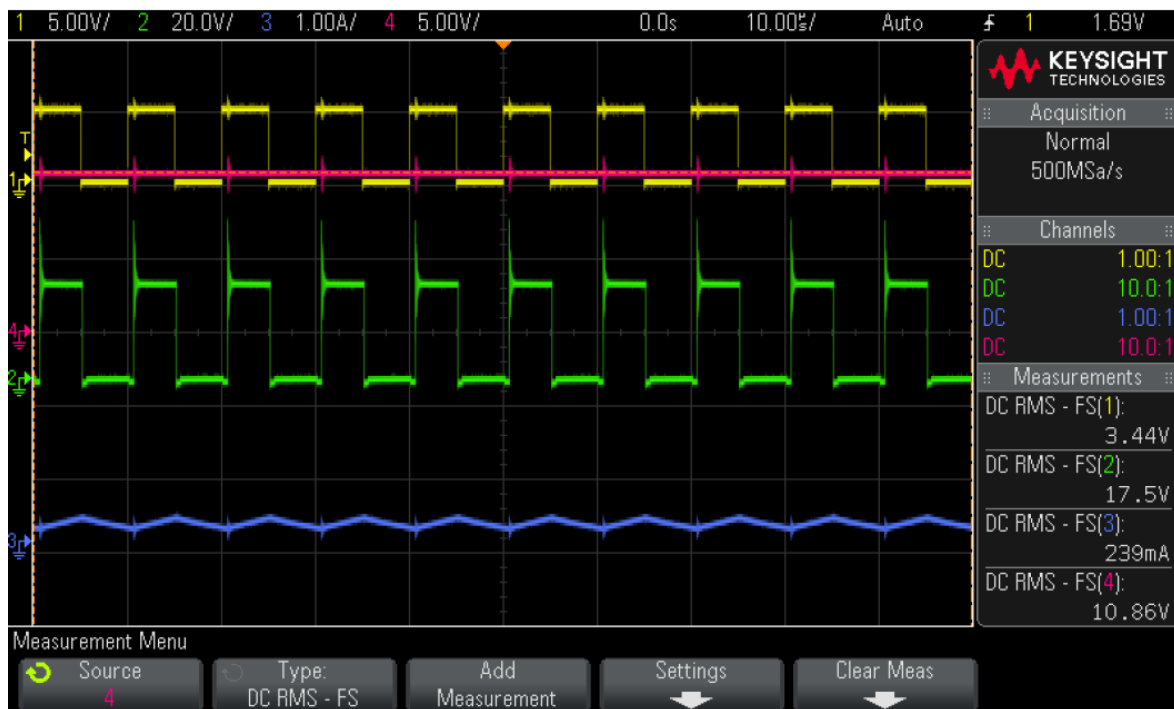 1 5.00V/ 2 20.0V/ 3 1.00A/ 4 5.00V/ 0.0s 10.00µs/ Auto 1 1.69V
KEYSIGHT
TECHNOLOGIES
Acquisition
Normal
500MSa/s
Channels
DC 1.00:1
DC 10.0:1
DC 1.00:1
DC 10.0:1
Measurements
DC RMS - FS(1):
3.44V
DC RMS - FS(2):
17.5V
DC RMS - FS(3):
239mA
DC RMS - FS(4):
10.86V
T
1
4
2
3
Measurement Menu
Source
4
Type:
DC RMS - FS
Add
Measurement
Settings
Clear Meas